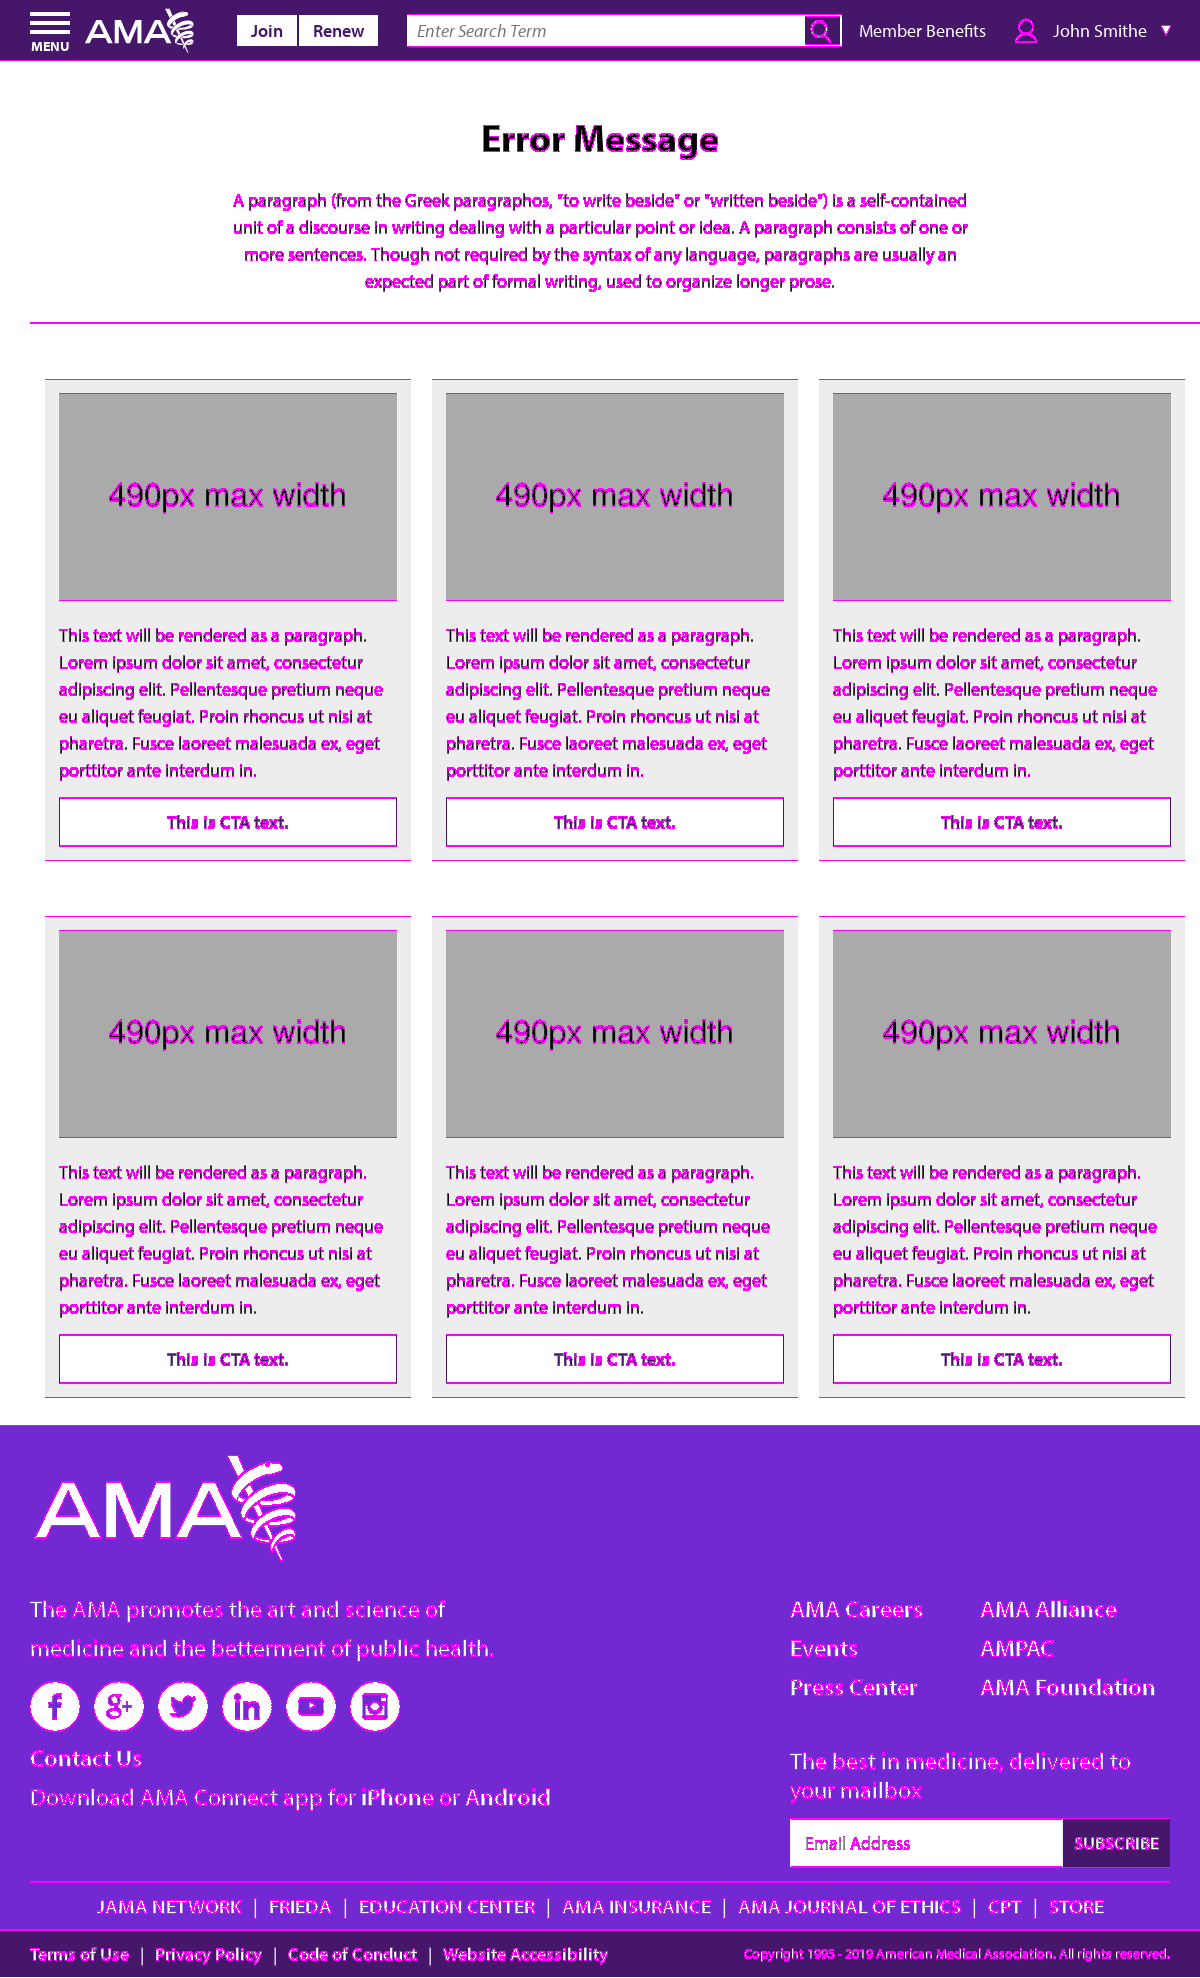 MENU AMA Join Renew Enter Search Term Member Benefits John Smithe ▼
Error Message
A paragraph (from the Greek paragraphos, "to write beside" or "written beside") is a self-contained
unit of a discourse in writing dealing with a particular point or idea. A paragraph consists of one or
more sentences. Though not required by the syntax of any language, paragraphs are usually an
expected part of formal writing, used to organize longer prose.
490px max width
This text will be rendered as a paragraph.
Lorem ipsum dolor sit amet, consectetur
adipiscing elit. Pellentesque pretium neque
eu aliquet feugiat. Proin rhoncus ut nisi at
pharetra. Fusce laoreet malesuada ex, eget
porttitor ante interdum in.
This is CTA text.
490px max width
This text will be rendered as a paragraph.
Lorem ipsum dolor sit amet, consectetur
adipiscing elit. Pellentesque pretium neque
eu aliquet feugiat. Proin rhoncus ut nisi at
pharetra. Fusce laoreet malesuada ex, eget
porttitor ante interdum in.
This is CTA text.
490px max width
This text will be rendered as a paragraph.
Lorem ipsum dolor sit amet, consectetur
adipiscing elit. Pellentesque pretium neque
eu aliquet feugiat. Proin rhoncus ut nisi at
pharetra. Fusce laoreet malesuada ex, eget
porttitor ante interdum in.
This is CTA text.
490px max width
This text will be rendered as a paragraph.
Lorem ipsum dolor sit amet, consectetur
adipiscing elit. Pellentesque pretium neque
eu aliquet feugiat. Proin rhoncus ut nisi at
pharetra. Fusce laoreet malesuada ex, eget
porttitor ante interdum in.
This is CTA text.
490px max width
This text will be rendered as a paragraph.
Lorem ipsum dolor sit amet, consectetur
adipiscing elit. Pellentesque pretium neque
eu aliquet feugiat. Proin rhoncus ut nisi at
pharetra. Fusce laoreet malesuada ex, eget
porttitor ante interdum in.
This is CTA text.
490px max width
This text will be rendered as a paragraph.
Lorem ipsum dolor sit amet, consectetur
adipiscing elit. Pellentesque pretium neque
eu aliquet feugiat. Proin rhoncus ut nisi at
pharetra. Fusce laoreet malesuada ex, eget
porttitor ante interdum in.
This is CTA text.
AMA
The AMA promotes the art and science of
medicine and the betterment of public health.
f g+ in
Contact Us
Download AMA Connect app for iPhone or Android
AMA Careers
Events
Press Center
AMA Alliance
AMPAC
AMA Foundation
The best in medicine, delivered to
your mailbox
Email Address SUBSCRIBE
JAMA NETWORK | FRIEDA | EDUCATION CENTER | AMA INSURANCE | AMA JOURNAL OF ETHICS | CPT | STORE
Terms of Use | Privacy Policy | Code of Conduct | Website Accessibility
Copyright 1995 - 2019 American Medical Association. All rights reserved.